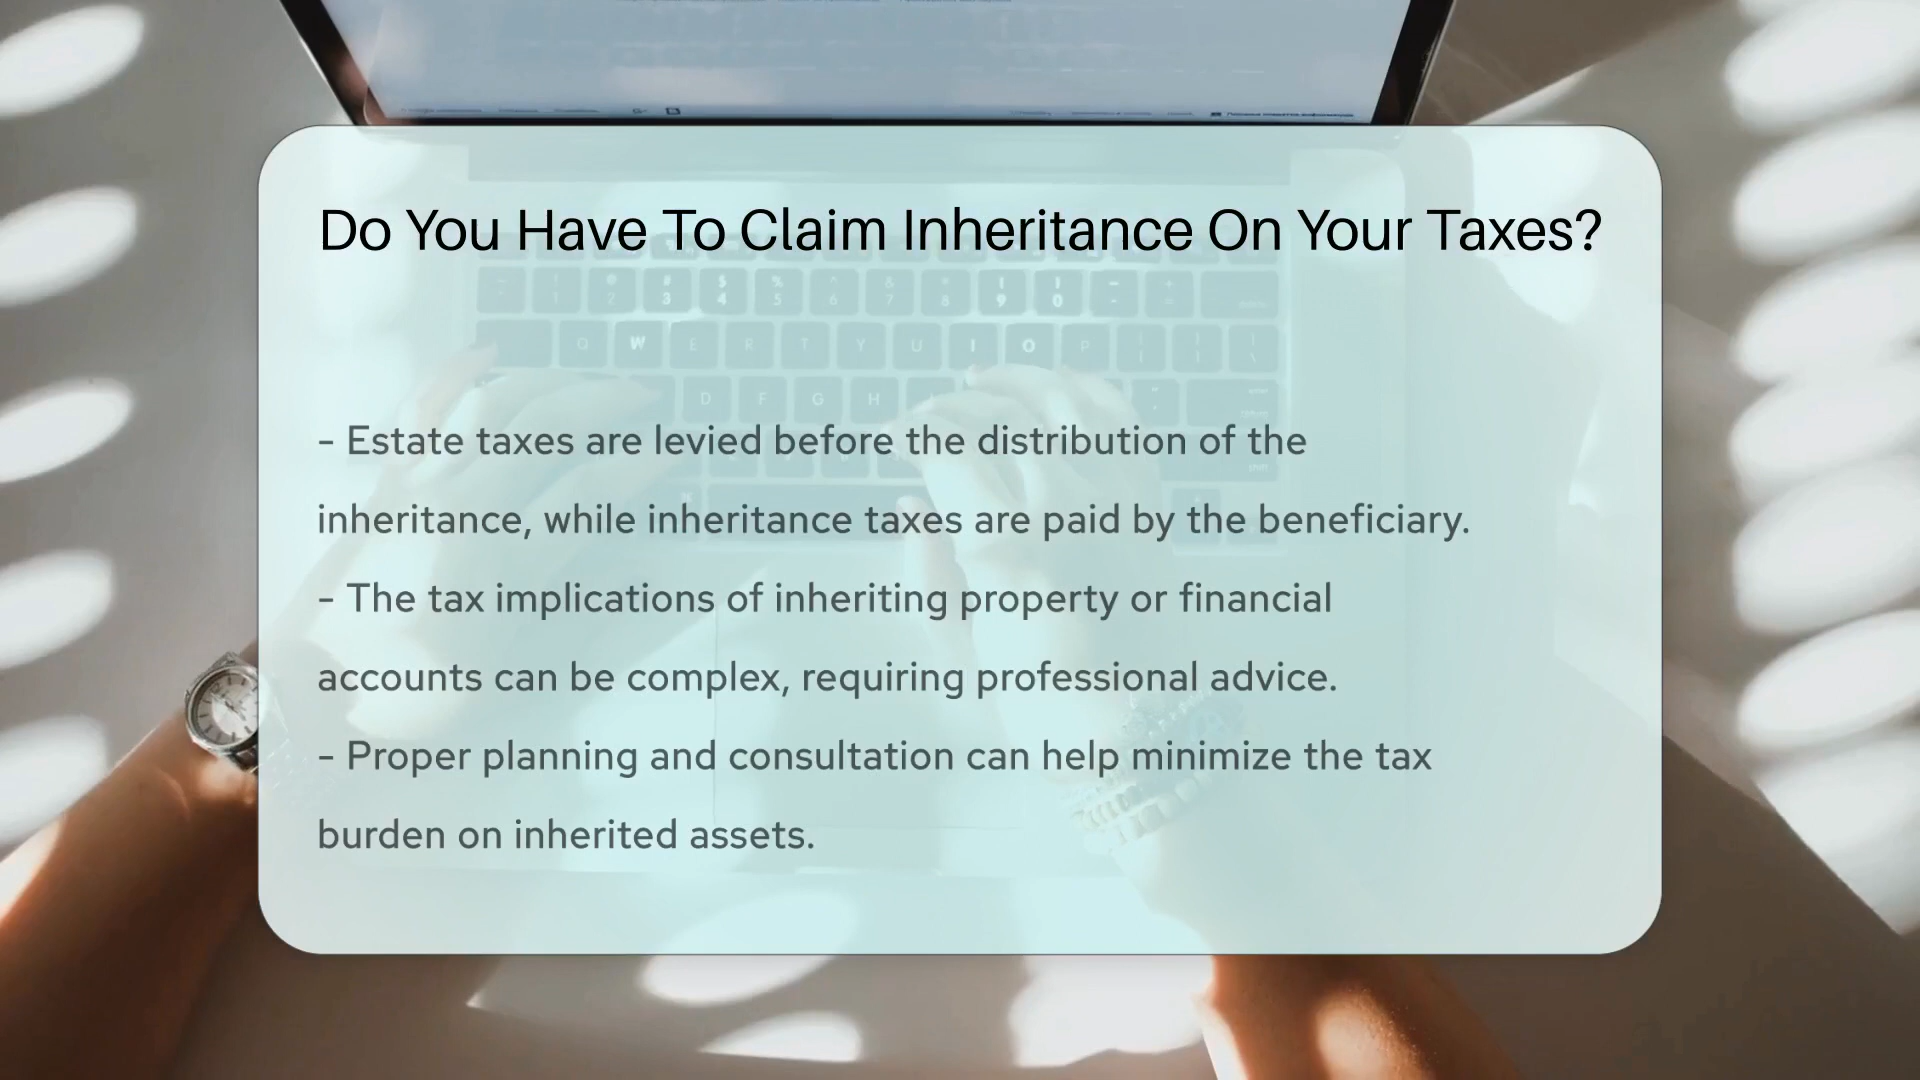 Do You Have To Claim Inheritance On Your Taxes?
- Estate taxes are levied before the distribution of the
inheritance, while inheritance taxes are paid by the beneficiary.
- The tax implications of inheriting property or financial
accounts can be complex, requiring professional advice.
- Proper planning and consultation can help minimize the tax
burden on inherited assets.